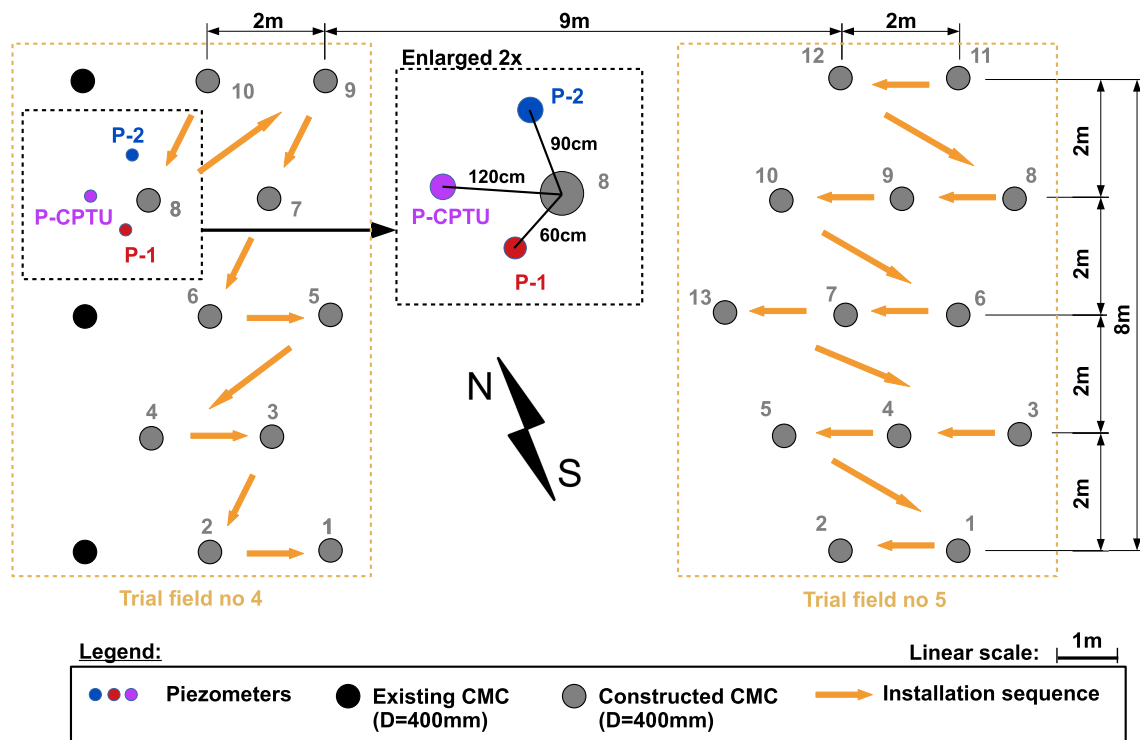 2m
9m
2m
Enlarged 2x
12
11
10
9
P-2
P-2
90cm
2m
120cm
8
10
9
8
8
7
P-CPTU
P-CPTU
60cm
P-1
P-1
2m
6
5
13
7
6
8m
N
2m
4
3
5
4
3
S
2m
2
1
2
1
Trial field no 4
Trial field no 5
Legend:
Linear scale:
1m
Piezometers
Existing CMC
(D=400mm)
Constructed CMC
(D=400mm)
Installation sequence